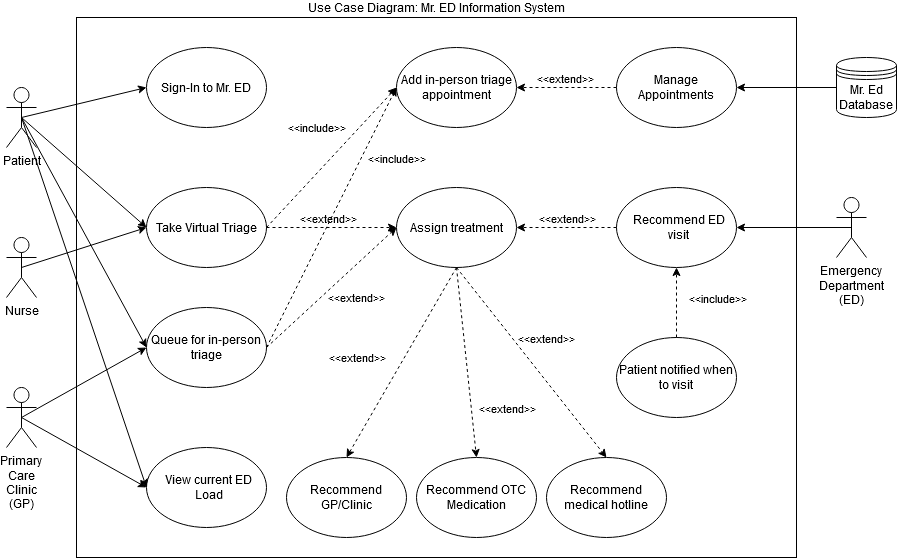 Use Case Diagram: Mr. ED Information System
Sign-In to Mr. ED
Add in-person triage
appointment
<<extend>>
Manage
Appointments
Mr. Ed
Database
Patient
<<include>>
<<include>>
Take Virtual Triage
<<extend>>
Assign treatment
<<extend>>
Recommend ED
visit
Emergency
Department
(ED)
Nurse
<<extend>>
<<include>>
Queue for in-person
triage
<<extend>>
<<extend>>
Patient notified when
to visit
<<extend>>
Primary
Care
Clinic
(GP)
View current ED
Load
Recommend
GP/Clinic
Recommend OTC
Medication
Recommend
medical hotline